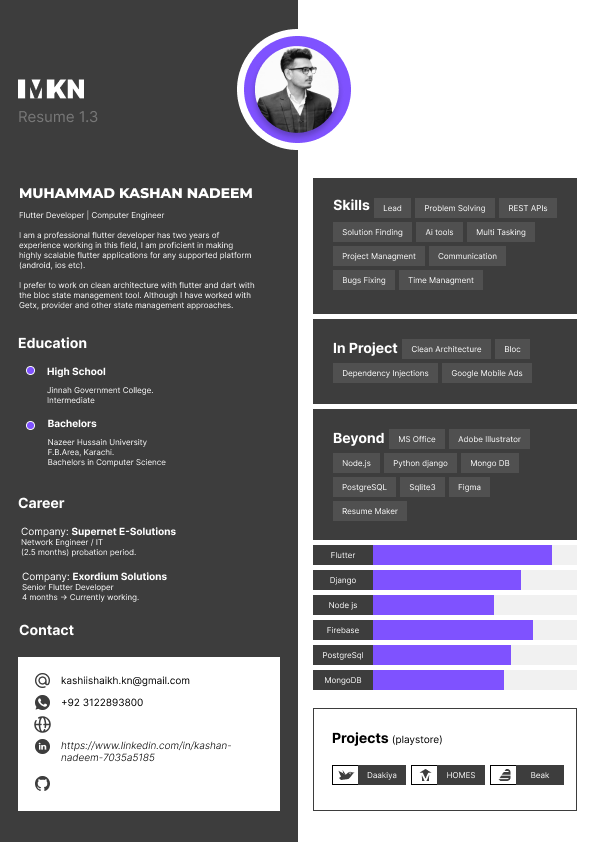 IMKN
Resume 1.3
MUHAMMAD KASHAN NADEEM
Flutter Developer | Computer Engineer
I am a professional flutter developer has two years of
experience working in this field, I am proficient in making
highly scalable flutter applications for any supported platform
(android, ios etc).
I prefer to work on clean architecture with flutter and dart with
the bloc state management tool. Although I have worked with
Getx, provider and other state management approaches.
Education
High School
Jinnah Government College.
Intermediate
Bachelors
Nazeer Hussain University
F.B.Area, Karachi.
Bachelors in Computer Science
Career
Company: Supernet E-Solutions
Network Engineer / IT
(2.5 months) probation period.
Company: Exordium Solutions
Senior Flutter Developer
4 months → Currently working.
Contact
kashiishaikh.kn@gmail.com
+92 3122893800
in
https://www.linkedin.com/in/kashan-
nadeem-7035a5185
Skills Lead Problem Solving REST APIs
Solution Finding Ai tools Multi Tasking
Project Managment Communication
Bugs Fixing Time Managment
In Project Clean Architecture Bloc
Dependency Injections Google Mobile Ads
Beyond MS Office Adobe Illustrator
Node.js Python django Mongo DB
PostgreSQL Sqlite3 Figma
Resume Maker
Flutter
Django
Node js
Firebase
PostgreSql
MongoDB
Projects (playstore)
Daakiya HOMES Beak